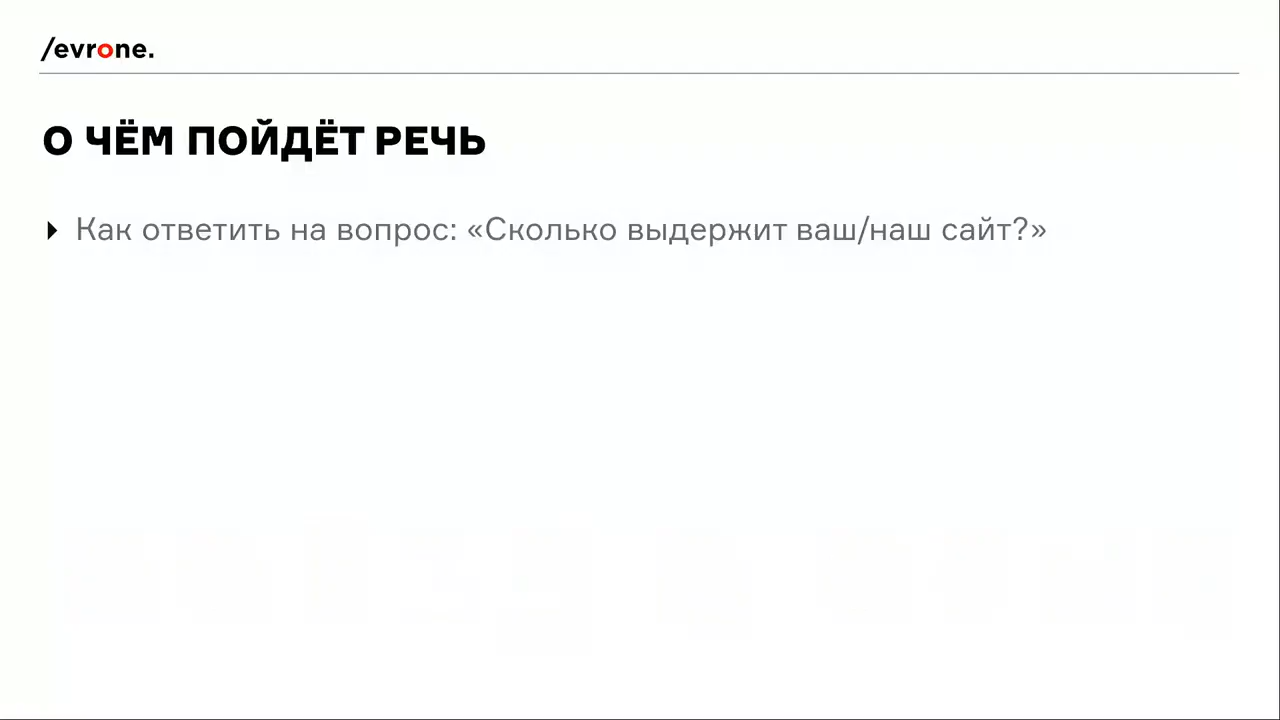 /evrone.
О ЧЁМ ПОЙДЁТ РЕЧЬ
Как ответить на вопрос: «Сколько выдержит ваш/наш сайт?»